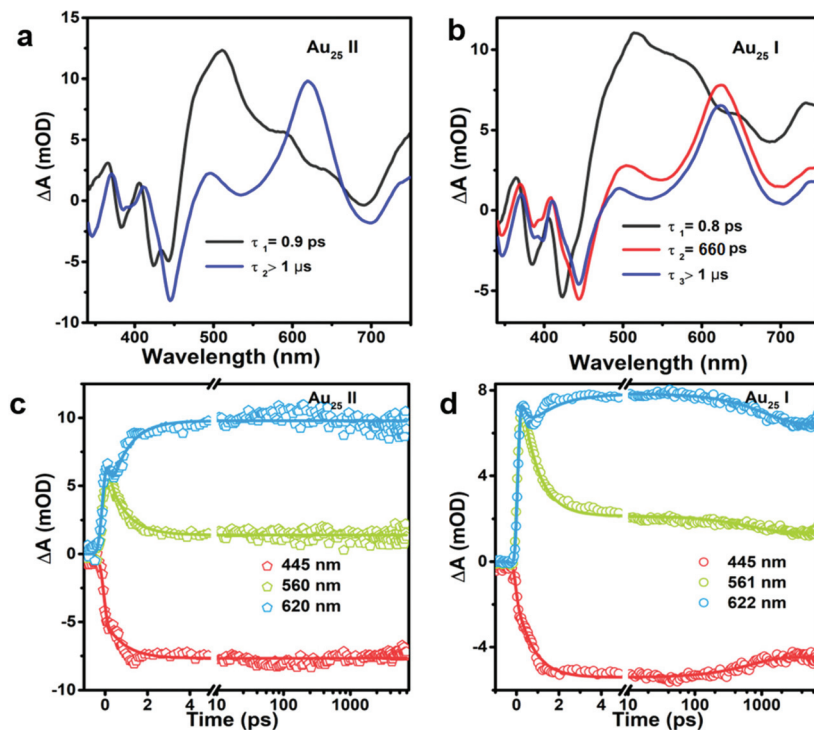 a
Au25 II
ΔA (mOD)
15
10
5
0
-5
-10
τ1= 0.9 ps
τ2> 1 μs
400 500 600 700
Wavelength (nm)
b
Au25 I
ΔA (mOD)
10
5
0
-5
τ1= 0.8 ps
τ2= 660 ps
τ3> 1 μs
400 500 600 700
Wavelength (nm)
c
Au25 II
ΔA (mOD)
10
5
0
-5
-10
445 nm
560 nm
620 nm
0 2 4 10 100 1000
Time (ps)
d
Au25 I
ΔA (mOD)
8
4
0
-4
445 nm
561 nm
622 nm
0 2 4 10 100 1000
Time (ps)